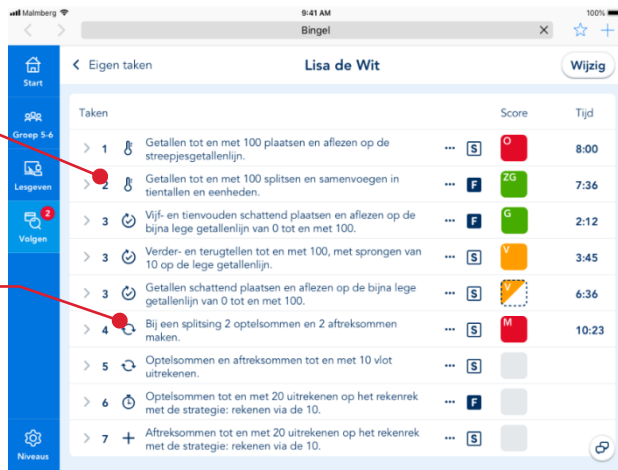 Malmberg 9:41 AM 100%
Bingel
Start
Groep 5-6
Lesgeven
2
Volgen
Niveaus
Eigen taken Lisa de Wit Wijzig
Taken Score Tijd
1 Getallen tot en met 100 plaatsen en aflezen op de
streepjesgetallenlijn. ... S O 8:00
2 Getallen tot en met 100 splitsen en samenvoegen in
tientallen en eenheden. ... F ZG 7:36
3 Vijf- en tienvouden schattend plaatsen en aflezen op de
bijna lege getallenlijn van 0 tot en met 100. ... F G 2:12
3 Verder- en terugtellen tot en met 100, met sprongen van
10 op de lege getallenlijn. ... S V 3:45
3 Getallen schattend plaatsen en aflezen op de bijna lege
getallenlijn van 0 tot en met 100. ... S V 6:36
4 Bij een splitsing 2 optelsommen en 2 aftreksommen
maken. ... S M 10:23
5 Optelsommen en aftreksommen tot en met 10 vlot
uitrekenen. ... S
6 Optelsommen tot en met 20 uitrekenen op het rekenrek
met de strategie: rekenen via de 10. ... F
7 Aftreksommen tot en met 20 uitrekenen op het rekenrek
met de strategie: rekenen via de 10. ... S